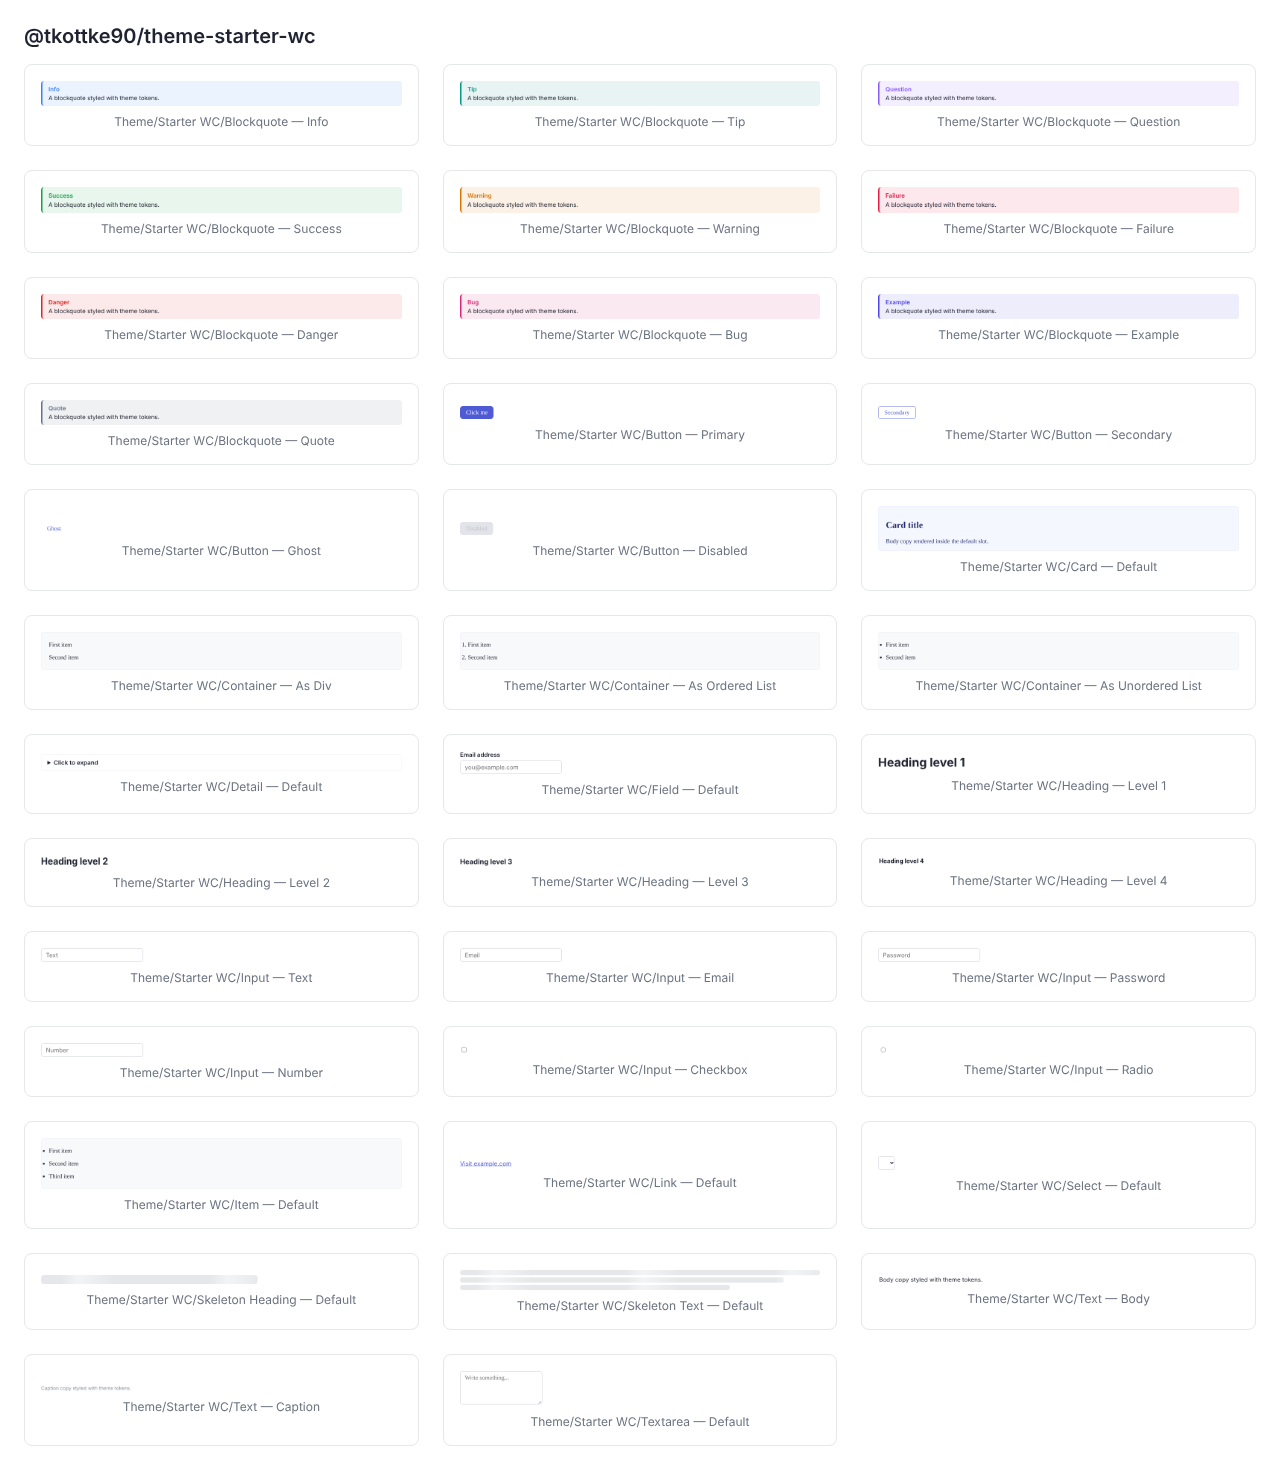 @tkottke90/theme-starter-wc
Info
A blockquote styled with theme tokens.
Theme/Starter WC/Blockquote — Info
Tip
A blockquote styled with theme tokens.
Theme/Starter WC/Blockquote — Tip
Question
A blockquote styled with theme tokens.
Theme/Starter WC/Blockquote — Question
Success
A blockquote styled with theme tokens.
Theme/Starter WC/Blockquote — Success
Warning
A blockquote styled with theme tokens.
Theme/Starter WC/Blockquote — Warning
Failure
A blockquote styled with theme tokens.
Theme/Starter WC/Blockquote — Failure
Danger
A blockquote styled with theme tokens.
Theme/Starter WC/Blockquote — Danger
Bug
A blockquote styled with theme tokens.
Theme/Starter WC/Blockquote — Bug
Example
A blockquote styled with theme tokens.
Theme/Starter WC/Blockquote — Example
Quote
A blockquote styled with theme tokens.
Theme/Starter WC/Blockquote — Quote
Click me
Theme/Starter WC/Button — Primary
Secondary
Theme/Starter WC/Button — Secondary
Ghost
Theme/Starter WC/Button — Ghost
Theme/Starter WC/Button — Disabled
Card title
Body copy rendered inside the default slot.
Theme/Starter WC/Card — Default
First item
Second item
Theme/Starter WC/Container — As Div
1. First item
2. Second item
Theme/Starter WC/Container — As Ordered List
• First item
• Second item
Theme/Starter WC/Container — As Unordered List
▶ Click to expand
Theme/Starter WC/Detail — Default
Email address
you@example.com
Theme/Starter WC/Field — Default
Heading level 1
Theme/Starter WC/Heading — Level 1
Heading level 2
Theme/Starter WC/Heading — Level 2
Heading level 3
Theme/Starter WC/Heading — Level 3
Heading level 4
Theme/Starter WC/Heading — Level 4
Text
Theme/Starter WC/Input — Text
Email
Theme/Starter WC/Input — Email
Password
Theme/Starter WC/Input — Password
Number
Theme/Starter WC/Input — Number
Theme/Starter WC/Input — Checkbox
Theme/Starter WC/Input — Radio
• First item
• Second item
• Third item
Theme/Starter WC/Item — Default
Visit example.com
Theme/Starter WC/Link — Default
Theme/Starter WC/Select — Default
Theme/Starter WC/Skeleton Heading — Default
Theme/Starter WC/Skeleton Text — Default
Body copy styled with theme tokens.
Theme/Starter WC/Text — Body
Caption copy styled with theme tokens.
Theme/Starter WC/Text — Caption
Write something...
Theme/Starter WC/Textarea — Default